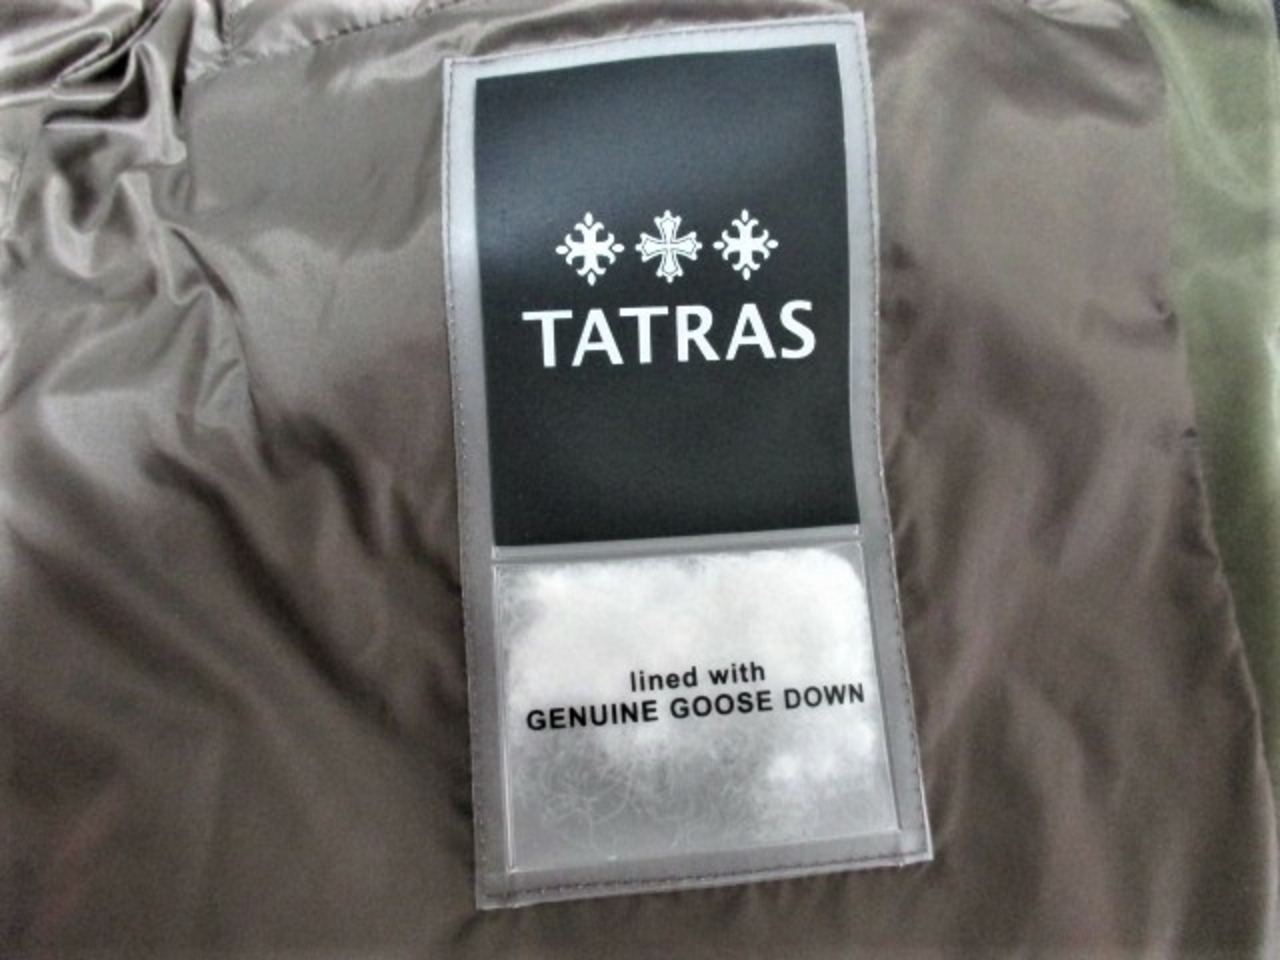 TATRAS
lined with
GENUINE GOOSE DOWN